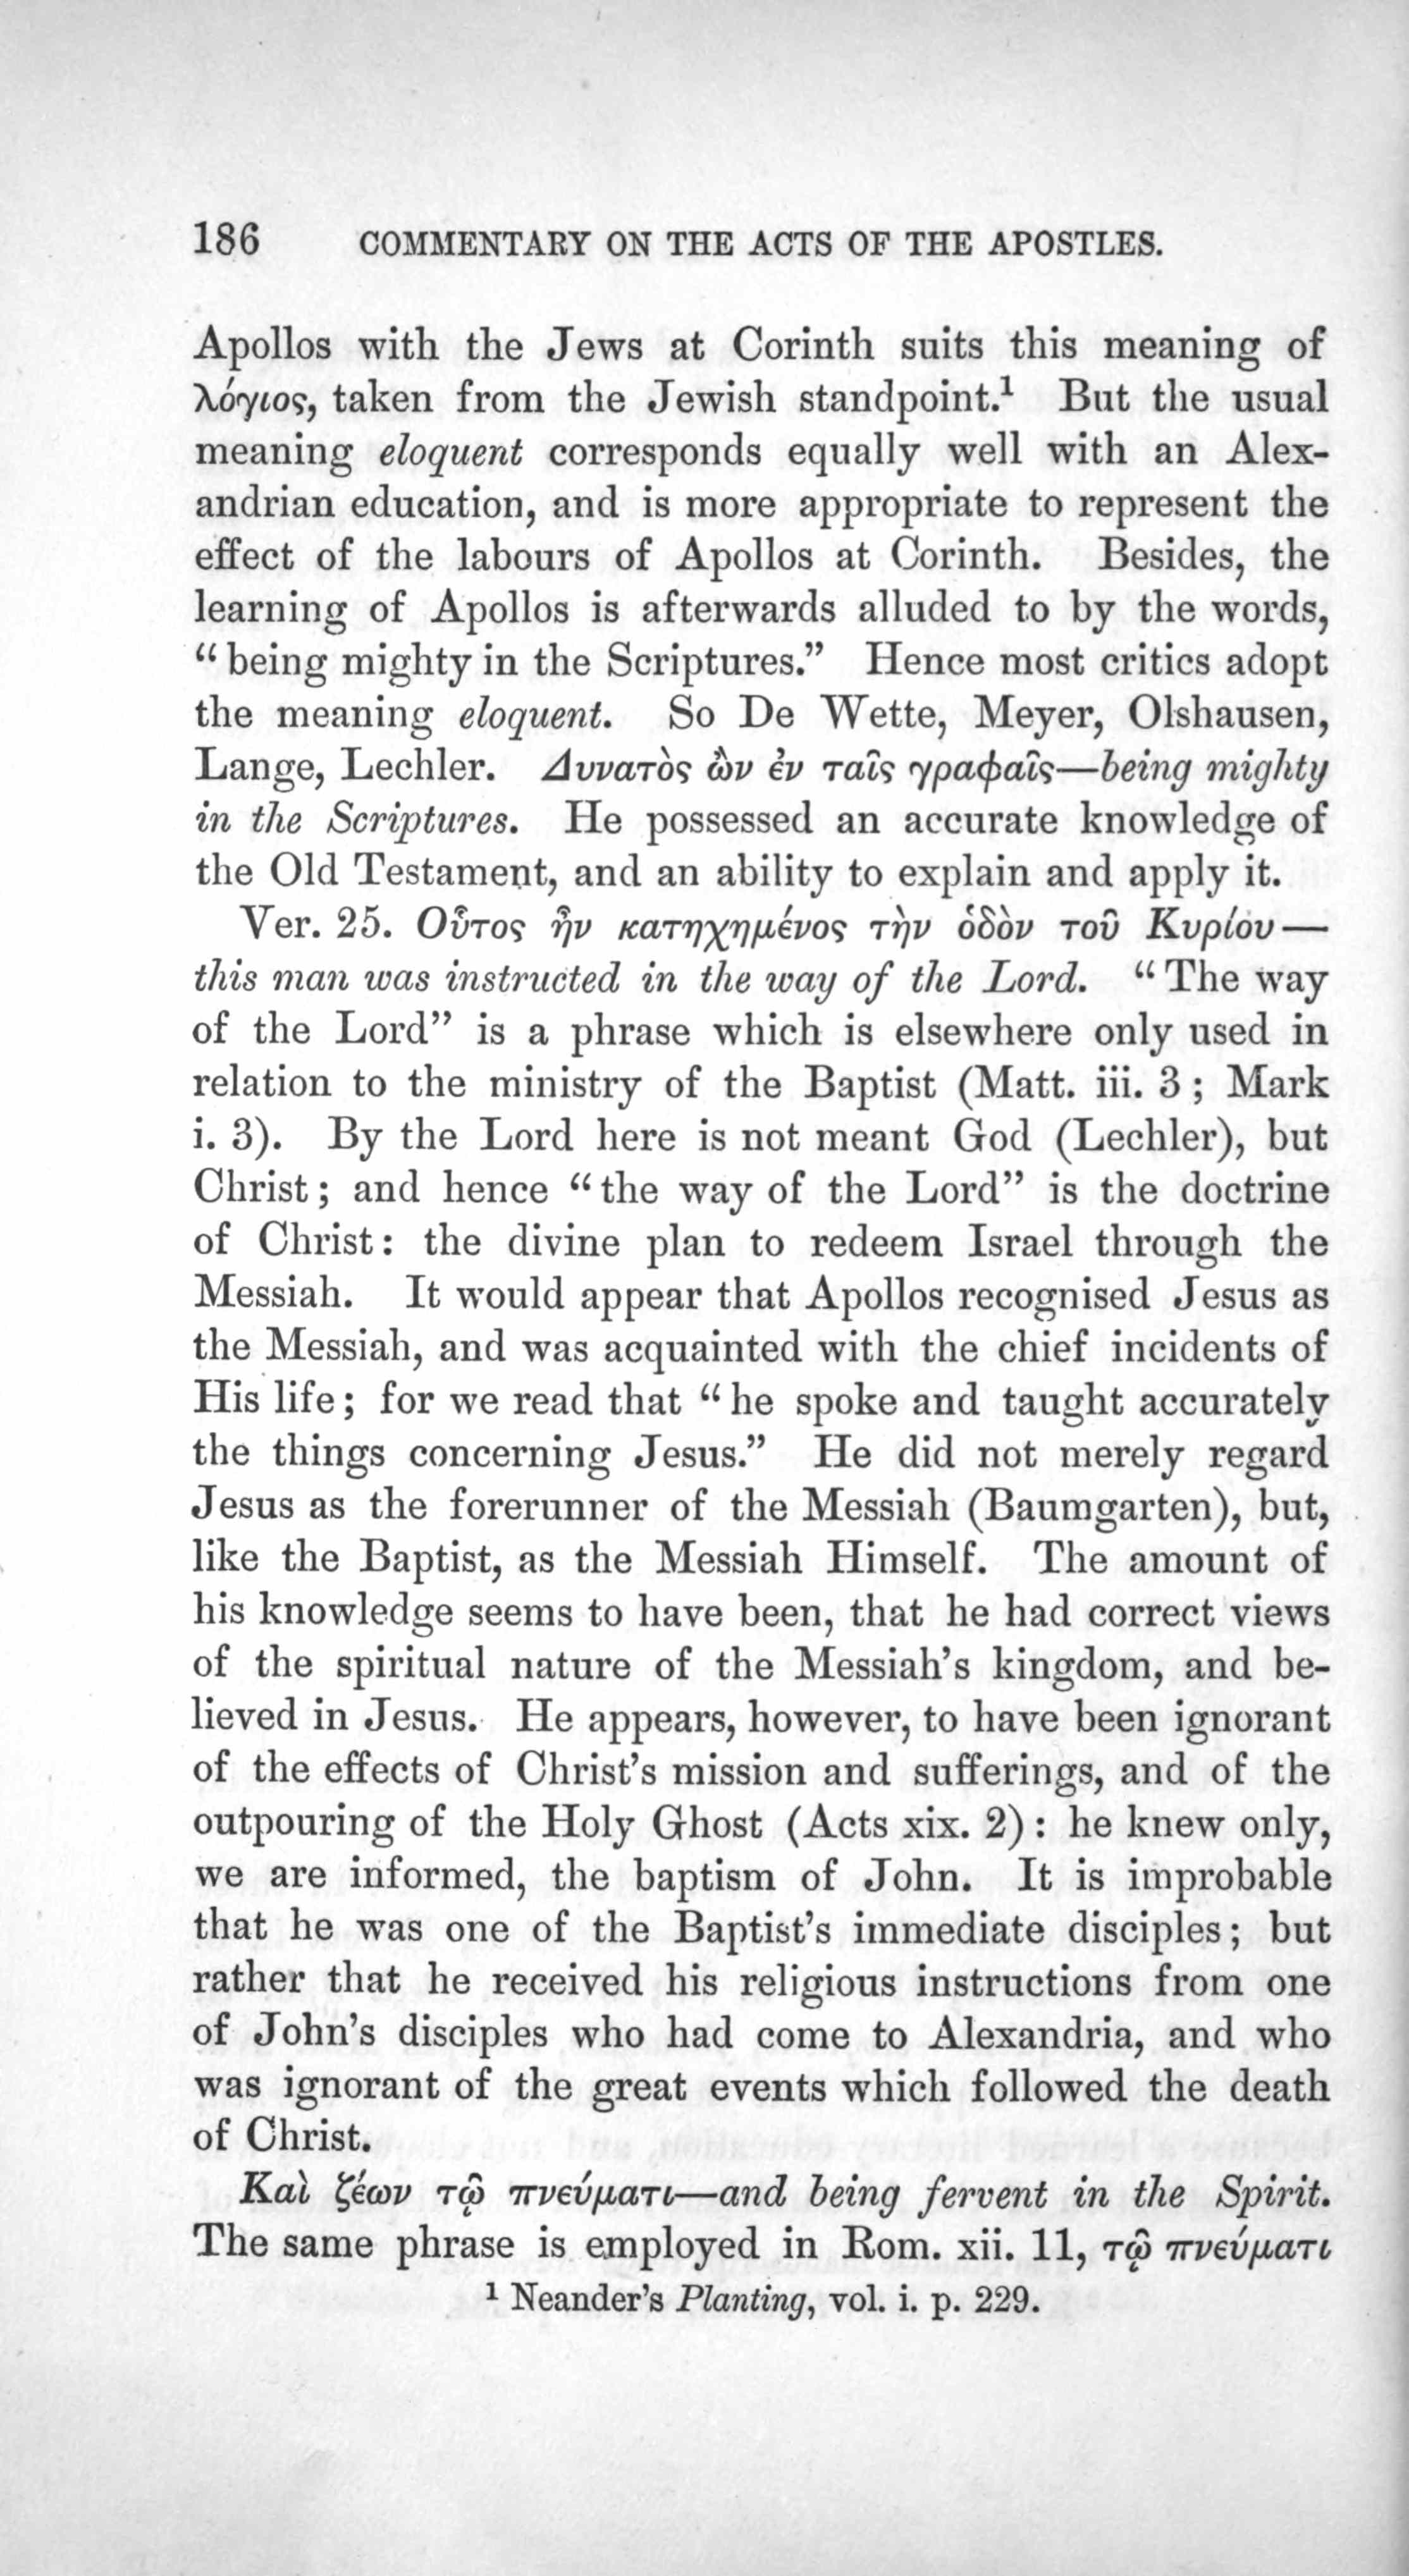 186 COMMENTARY ON THE ACTS OF THE APOSTLES.
Apollos with the Jews at Corinth suits this meaning of
λόγιος, taken from the Jewish standpoint.¹ But the usual
meaning eloquent corresponds equally well with an Alex-
andrian education, and is more appropriate to represent the
effect of the labours of Apollos at Corinth. Besides, the
learning of Apollos is afterwards alluded to by the words,
“being mighty in the Scriptures.” Hence most critics adopt
the meaning eloquent. So De Wette, Meyer, Olshausen,
Lange, Lechler. Δυνατὸς ὢν ἐν ταῖς γραφαῖς—being mighty
in the Scriptures. He possessed an accurate knowledge of
the Old Testament, and an ability to explain and apply it.
Ver. 25. Οὗτος ἦν κατηχημένος τὴν ὁδὸν τοῦ Κυρίου—
this man was instructed in the way of the Lord. “The way
of the Lord” is a phrase which is elsewhere only used in
relation to the ministry of the Baptist (Matt. iii. 3; Mark
i. 3). By the Lord here is not meant God (Lechler), but
Christ; and hence “the way of the Lord” is the doctrine
of Christ: the divine plan to redeem Israel through the
Messiah. It would appear that Apollos recognised Jesus as
the Messiah, and was acquainted with the chief incidents of
His life; for we read that “he spoke and taught accurately
the things concerning Jesus.” He did not merely regard
Jesus as the forerunner of the Messiah (Baumgarten), but,
like the Baptist, as the Messiah Himself. The amount of
his knowledge seems to have been, that he had correct views
of the spiritual nature of the Messiah’s kingdom, and be-
lieved in Jesus. He appears, however, to have been ignorant
of the effects of Christ’s mission and sufferings, and of the
outpouring of the Holy Ghost (Acts xix. 2): he knew only,
we are informed, the baptism of John. It is improbable
that he was one of the Baptist’s immediate disciples; but
rather that he received his religious instructions from one
of John’s disciples who had come to Alexandria, and who
was ignorant of the great events which followed the death
of Christ.
Καὶ ζέων τῷ πνεύματι—and being fervent in the Spirit.
The same phrase is employed in Rom. xii. 11, τῷ πνεύματι
¹ Neander’s Planting, vol. i. p. 229.